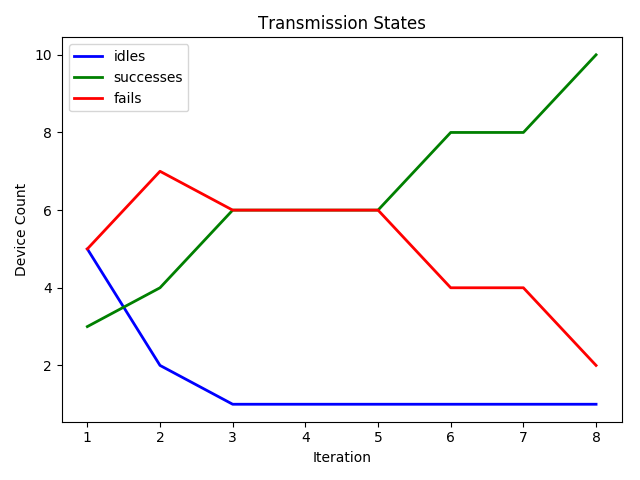 Transmission States
idles
successes
fails
Device Count
10
8
6
4
2
1 2 3 4 5 6 7 8
Iteration